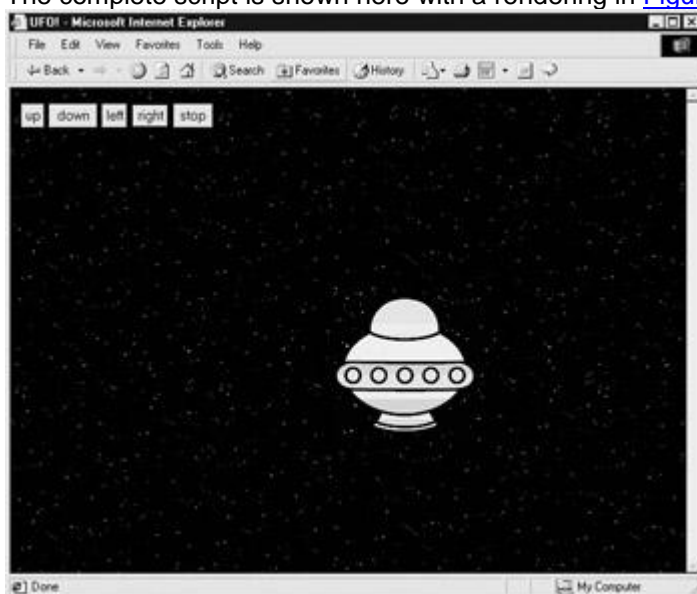 The complete script is shown here with a rendering in Figu
UFO! - Microsoft Internet Explorer
File Edit View Favorites Tools Help
Back Search Favorites History
up down left right stop
Done My Computer